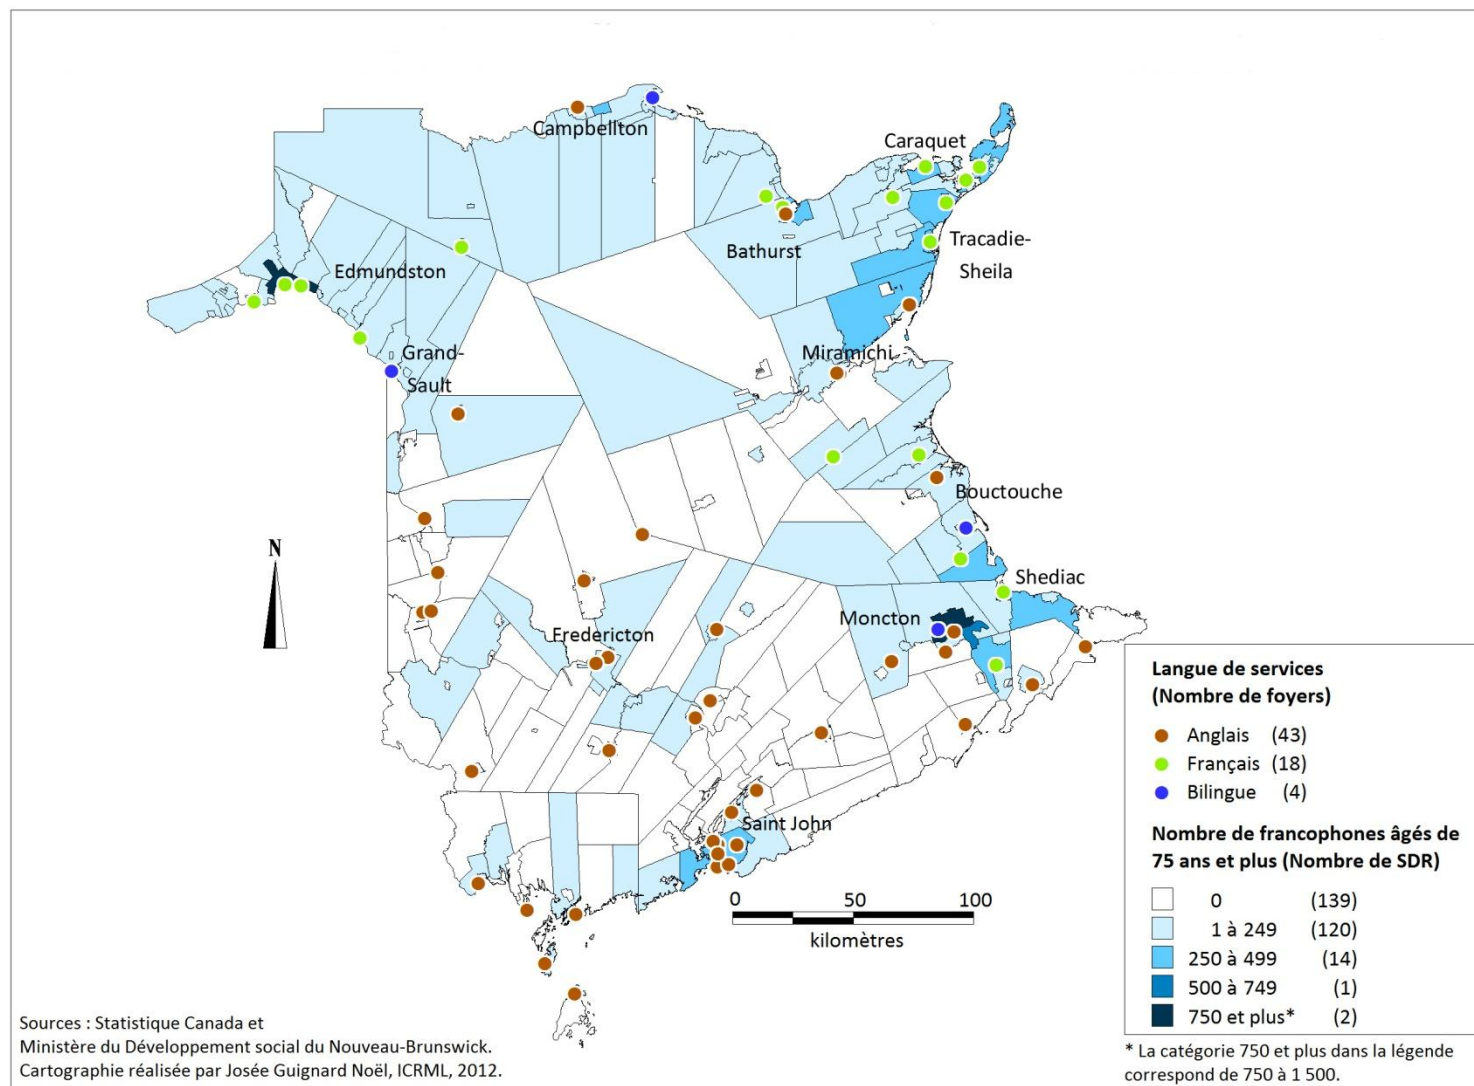 Campbellton
Caraquet
Bathurst
Tracadie-
Sheila
Edmundston
Grand-
Sault
Miramichi
Bouctouche
Shediac
Moncton
Fredericton
Saint John
N
0 50 100
kilomètres
Langue de services
(Nombre de foyers)
Anglais (43)
Français (18)
Bilingue (4)
Nombre de francophones âgés de
75 ans et plus (Nombre de SDR)
0 (139)
1 à 249 (120)
250 à 499 (14)
500 à 749 (1)
750 et plus* (2)
* La catégorie 750 et plus dans la légende
correspond de 750 à 1 500.
Sources : Statistique Canada et
Ministère du Développement social du Nouveau-Brunswick.
Cartographie réalisée par Josée Guignard Noël, ICRML, 2012.